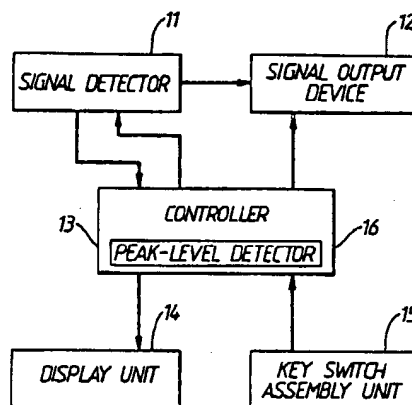 11
12
SIGNAL DETECTOR
SIGNAL OUTPUT
DEVICE
CONTROLLER
13
16
PEAK-LEVEL DETECTOR
14
15
DISPLAY UNIT
KEY SWITCH
ASSEMBLY UNIT